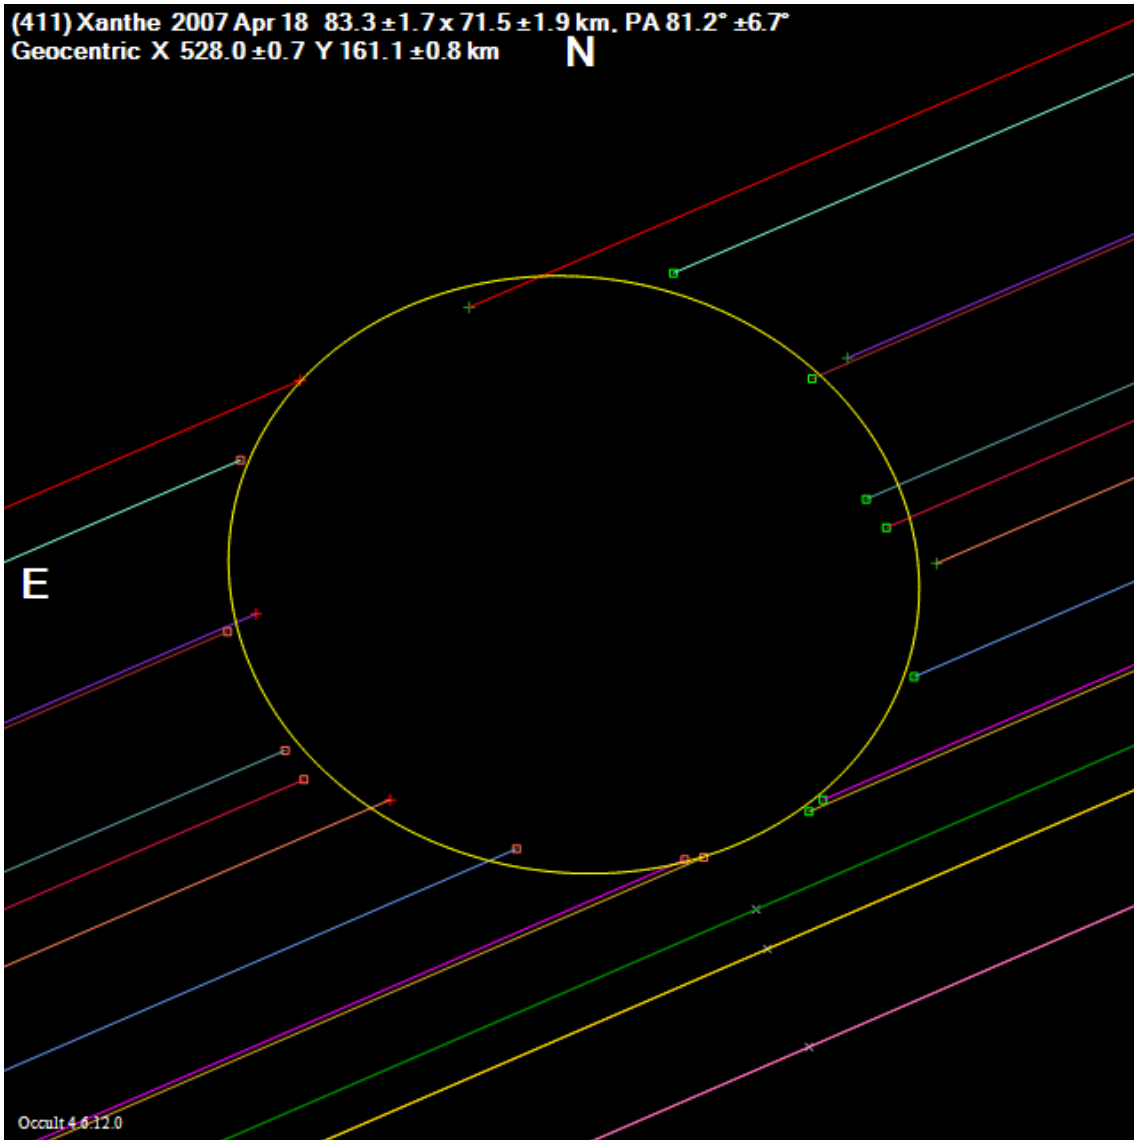 (411) Xanthe 2007 Apr 18 83.3 ±1.7 x 71.5 ±1.9 km, PA 81.2° ±6.7°
Geocentric X 528.0 ±0.7 Y 161.1 ±0.8 km
N
E
Occult 4.6.12.0